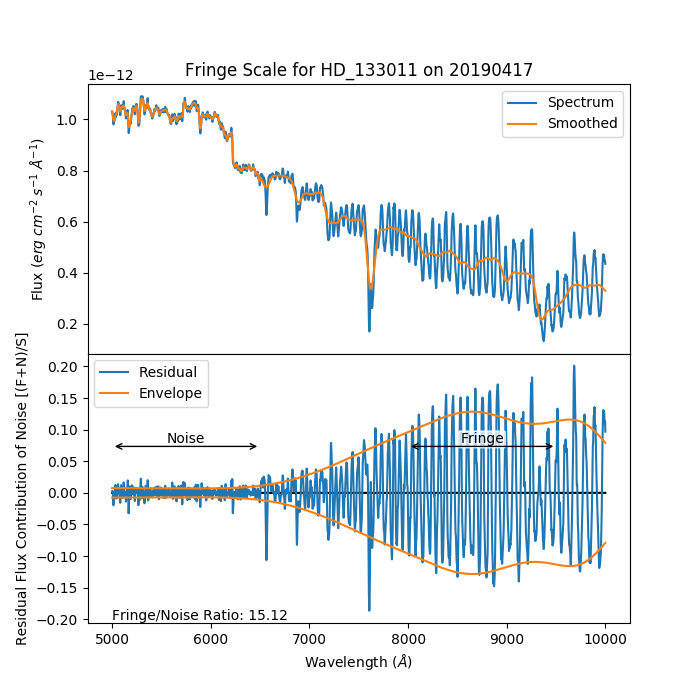 Fringe Scale for HD_133011 on 20190417
1e−12
Spectrum
Smoothed
1.0
0.8
0.6
0.4
0.2
Flux (erg cm⁻² s⁻¹ Å⁻¹)
Residual
Envelope
Noise
Fringe
Fringe/Noise Ratio: 15.12
0.20
0.15
0.10
0.05
0.00
−0.05
−0.10
−0.15
−0.20
Residual Flux Contribution of Noise [(F+N)/S]
5000 6000 7000 8000 9000 10000
Wavelength (Å)